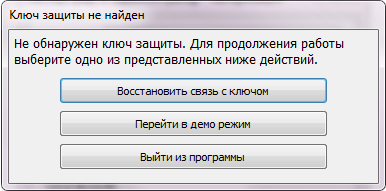 Ключ защиты не найден
Не обнаружен ключ защиты. Для продолжения работы
выберите одно из представленных ниже действий.
Восстановить связь с ключом
Перейти в демо режим
Выйти из программы